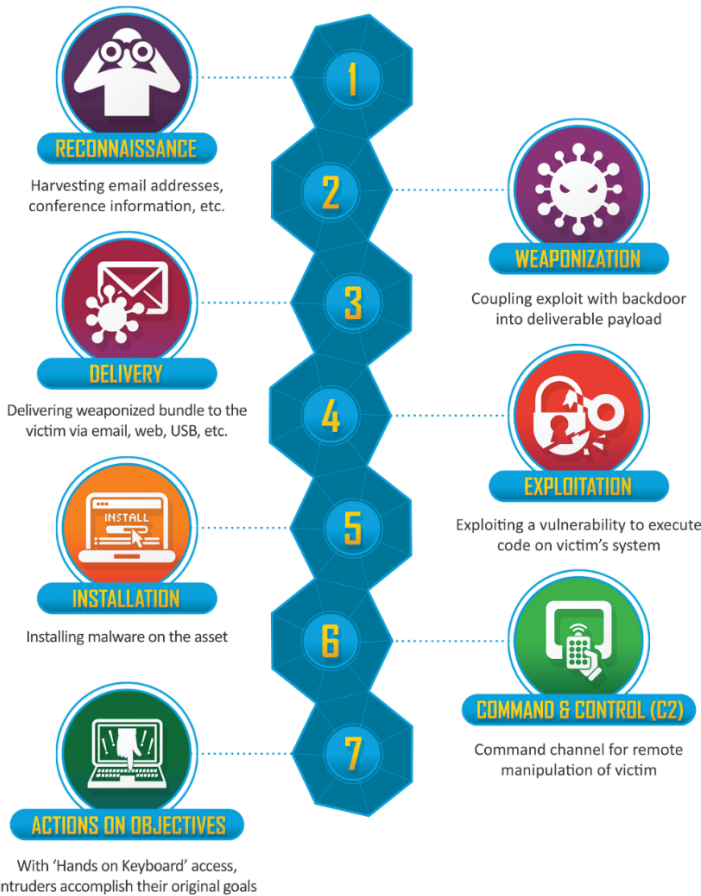 1
RECONNAISSANCE
Harvesting email addresses,
conference information, etc.
2
WEAPONIZATION
Coupling exploit with backdoor
into deliverable payload
3
DELIVERY
Delivering weaponized bundle to the
victim via email, web, USB, etc.
4
EXPLOITATION
Exploiting a vulnerability to execute
code on victim's system
5
INSTALL
INSTALLATION
Installing malware on the asset
6
COMMAND & CONTROL (C2)
Command channel for remote
manipulation of victim
7
ACTIONS ON OBJECTIVES
With ‘Hands on Keyboard’ access,
intruders accomplish their original goals